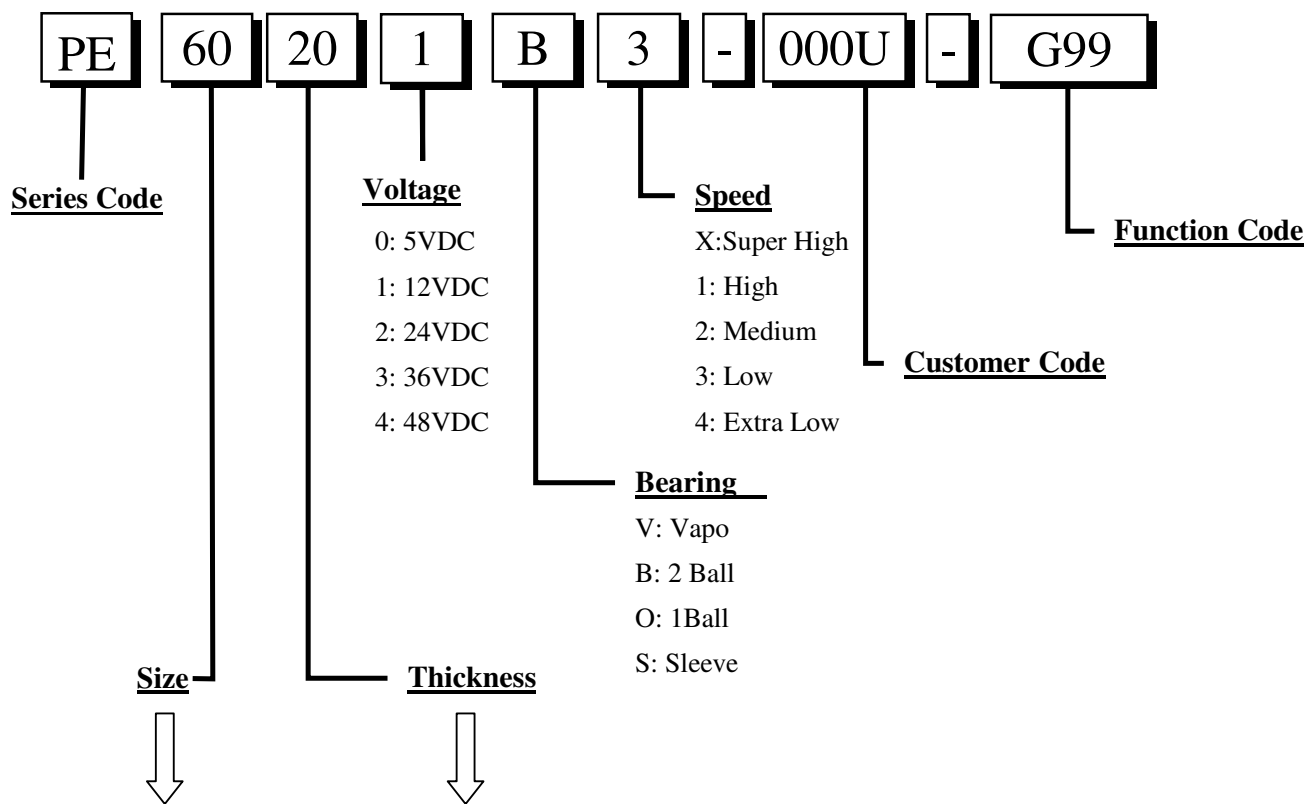 PE 60 20 1 B 3 - 000U - G99
Series Code
Voltage
0: 5VDC
1: 12VDC
2: 24VDC
3: 36VDC
4: 48VDC
Speed
X:Super High
1: High
2: Medium
3: Low
4: Extra Low
Function Code
Customer Code
Bearing
V: Vapo
B: 2 Ball
O: 1Ball
S: Sleeve
Size
Thickness